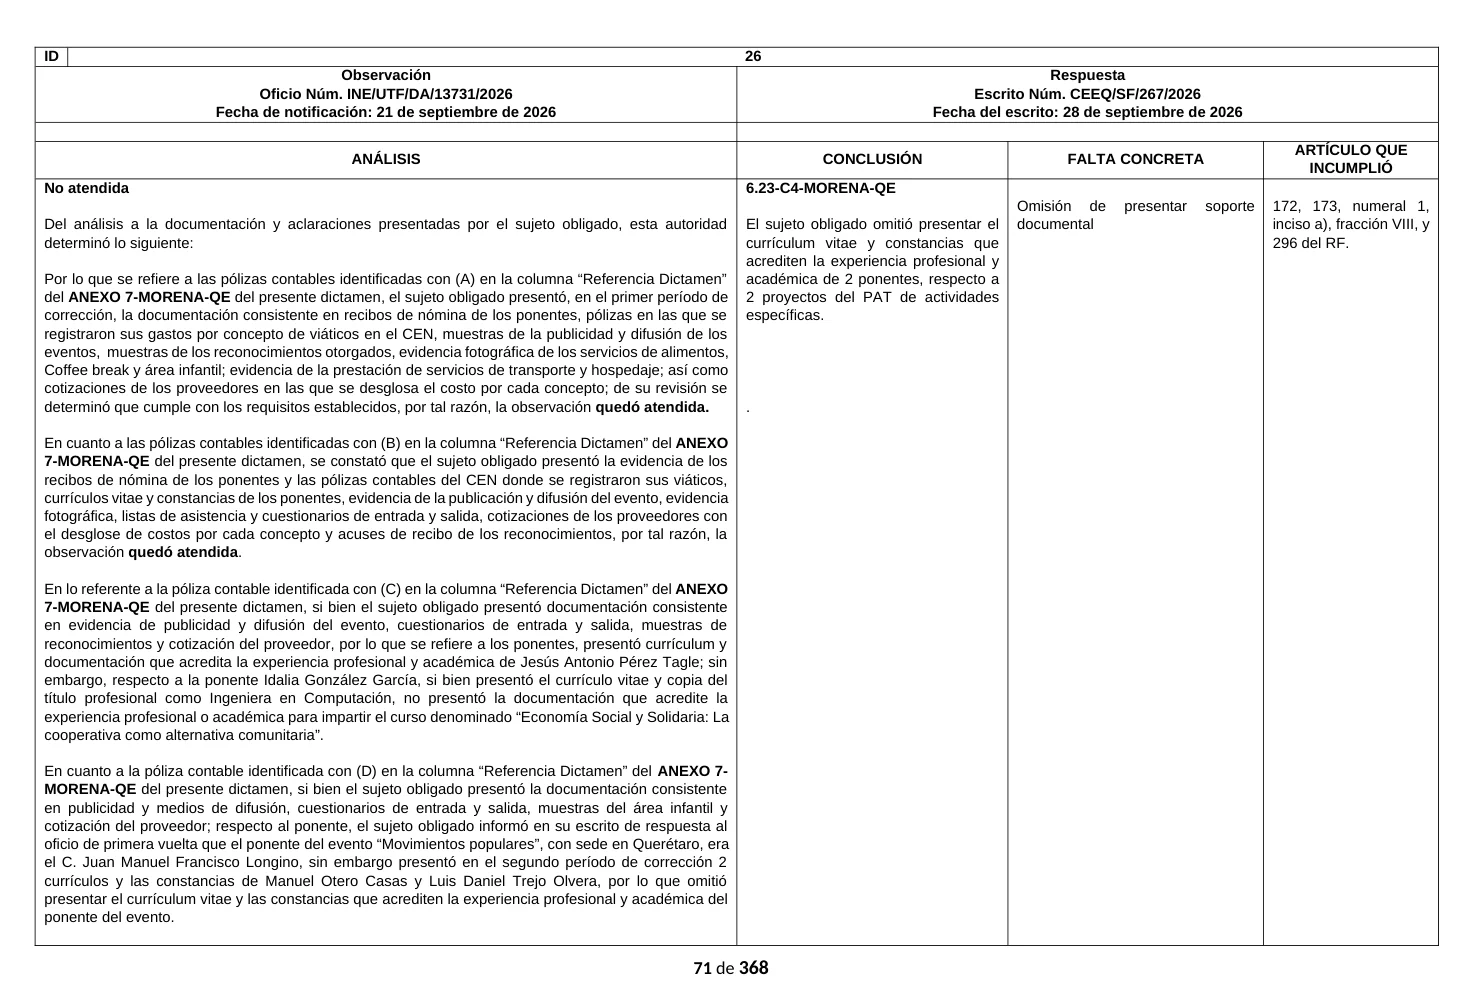 ID
26
Observación
Oficio Núm. INE/UTF/DA/13731/2026
Fecha de notificación: 21 de septiembre de 2026
Respuesta
Escrito Núm. CEEQ/SF/267/2026
Fecha del escrito: 28 de septiembre de 2026
ANÁLISIS
CONCLUSIÓN
FALTA CONCRETA
ARTÍCULO QUE
INCUMPLIÓ
No atendida
Del análisis a la documentación y aclaraciones presentadas por el sujeto obligado, esta autoridad
determinó lo siguiente:
Por lo que se refiere a las pólizas contables identificadas con (A) en la columna “Referencia Dictamen”
del ANEXO 7-MORENA-QE del presente dictamen, el sujeto obligado presentó, en el primer período de
corrección, la documentación consistente en recibos de nómina de los ponentes, pólizas en las que se
registraron sus gastos por concepto de viáticos en el CEN, muestras de la publicidad y difusión de los
eventos, muestras de los reconocimientos otorgados, evidencia fotográfica de los servicios de alimentos,
Coffee break y área infantil; evidencia de la prestación de servicios de transporte y hospedaje; así como
cotizaciones de los proveedores en las que se desglosa el costo por cada concepto; de su revisión se
determinó que cumple con los requisitos establecidos, por tal razón, la observación quedó atendida.
En cuanto a las pólizas contables identificadas con (B) en la columna “Referencia Dictamen” del ANEXO
7-MORENA-QE del presente dictamen, se constató que el sujeto obligado presentó la evidencia de los
recibos de nómina de los ponentes y las pólizas contables del CEN donde se registraron sus viáticos,
currículos vitae y constancias de los ponentes, evidencia de la publicación y difusión del evento, evidencia
fotográfica, listas de asistencia y cuestionarios de entrada y salida, cotizaciones de los proveedores con
el desglose de costos por cada concepto y acuses de recibo de los reconocimientos, por tal razón, la
observación quedó atendida.
En lo referente a la póliza contable identificada con (C) en la columna “Referencia Dictamen” del ANEXO
7-MORENA-QE del presente dictamen, si bien el sujeto obligado presentó documentación consistente
en evidencia de publicidad y difusión del evento, cuestionarios de entrada y salida, muestras de
reconocimientos y cotización del proveedor, por lo que se refiere a los ponentes, presentó currículum y
documentación que acredita la experiencia profesional y académica de Jesús Antonio Pérez Tagle; sin
embargo, respecto a la ponente Idalia González García, si bien presentó el currículo vitae y copia del
título profesional como Ingeniera en Computación, no presentó la documentación que acredite la
experiencia profesional o académica para impartir el curso denominado “Economía Social y Solidaria: La
cooperativa como alternativa comunitaria”.
En cuanto a la póliza contable identificada con (D) en la columna “Referencia Dictamen” del ANEXO 7-
MORENA-QE del presente dictamen, si bien el sujeto obligado presentó la documentación consistente
en publicidad y medios de difusión, cuestionarios de entrada y salida, muestras del área infantil y
cotización del proveedor; respecto al ponente, el sujeto obligado informó en su escrito de respuesta al
oficio de primera vuelta que el ponente del evento “Movimientos populares”, con sede en Querétaro, era
el C. Juan Manuel Francisco Longino, sin embargo presentó en el segundo período de corrección 2
currículos y las constancias de Manuel Otero Casas y Luis Daniel Trejo Olvera, por lo que omitió
presentar el currículum vitae y las constancias que acrediten la experiencia profesional y académica del
ponente del evento.
6.23-C4-MORENA-QE
El sujeto obligado omitió presentar el
currículum vitae y constancias que
acrediten la experiencia profesional y
académica de 2 ponentes, respecto a
2 proyectos del PAT de actividades
específicas.
.
Omisión de presentar soporte
documental
172, 173, numeral 1,
inciso a), fracción VIII, y
296 del RF.
71 de 368